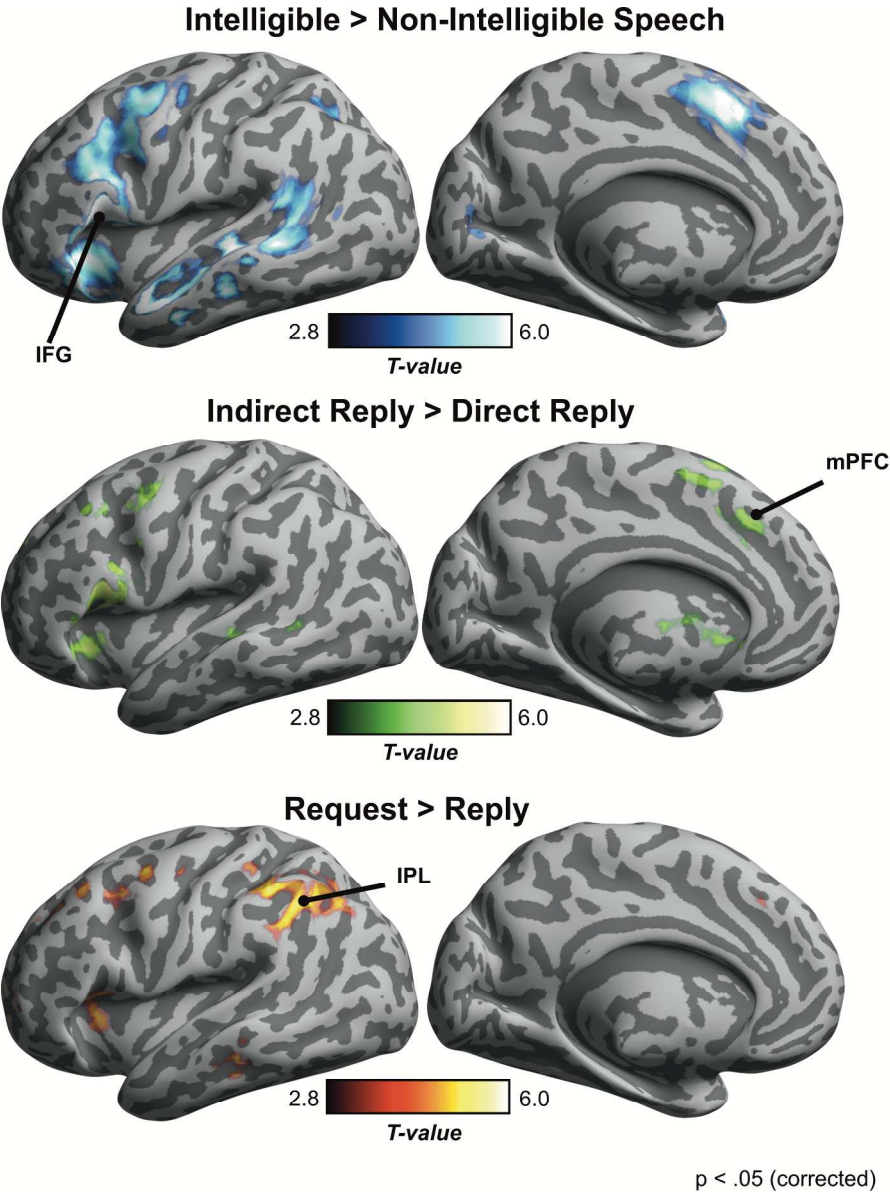 Intelligible > Non-Intelligible Speech
IFG
2.8 6.0
T-value
Indirect Reply > Direct Reply
mPFC
2.8 6.0
T-value
Request > Reply
IPL
2.8 6.0
T-value
p < .05 (corrected)